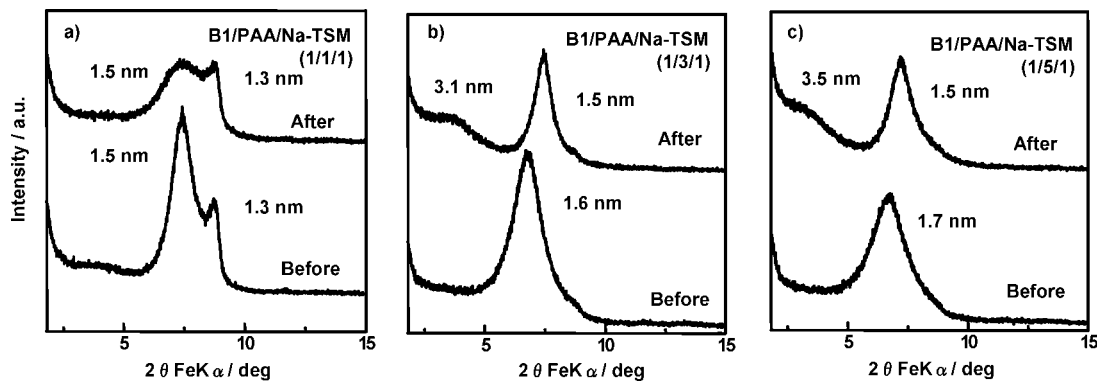 Intensity / a.u.
a)
B1/PAA/Na-TSM
(1/1/1)
1.5 nm
1.3 nm
After
1.5 nm
1.3 nm
Before
5
10
15
2 θ FeK α / deg
b)
B1/PAA/Na-TSM
(1/3/1)
3.1 nm
1.5 nm
After
1.6 nm
Before
5
10
15
2 θ FeK α / deg
c)
B1/PAA/Na-TSM
(1/5/1)
3.5 nm
1.5 nm
After
1.7 nm
Before
5
10
15
2 θ FeK α / deg